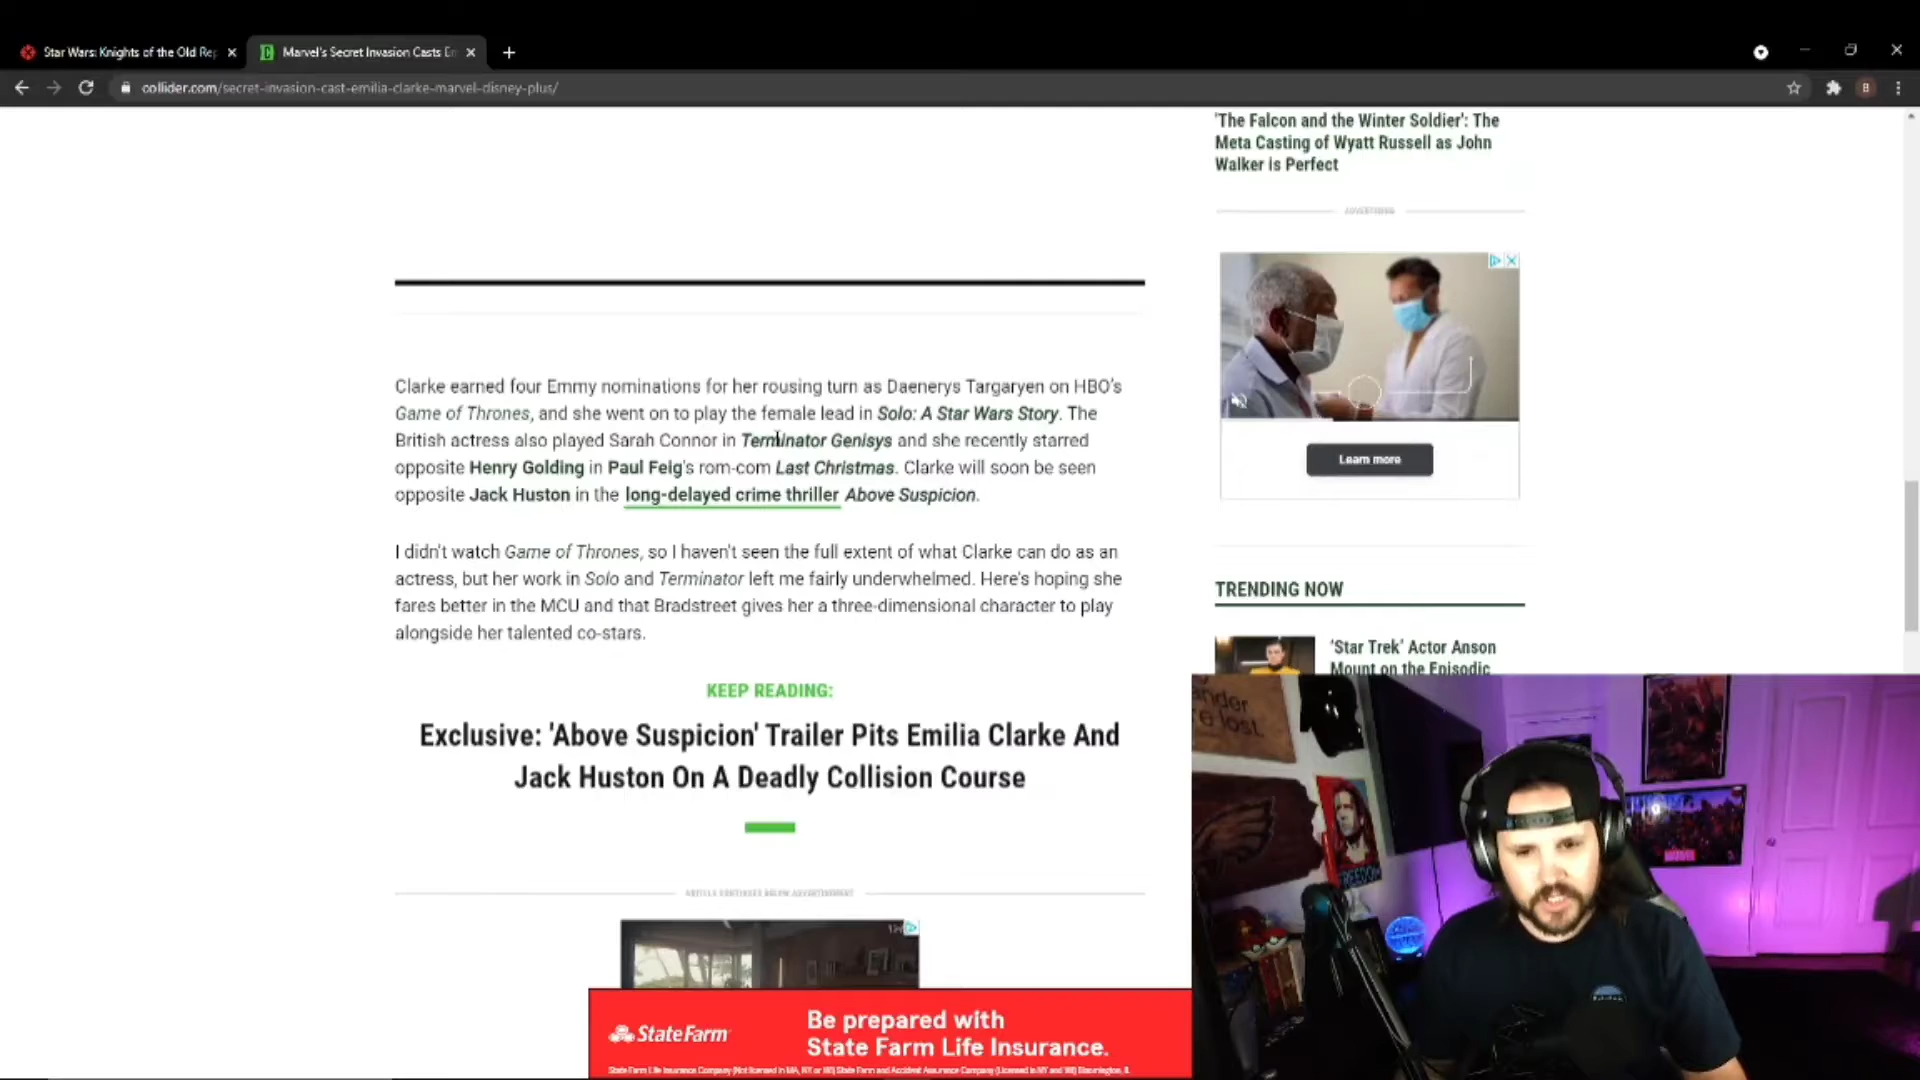 Star Wars: Knights of the Old Rep
Marvel's Secret Invasion Casts Em
collider.com/secret-invasion-cast-emilia-clarke-marvel-disney-plus/
B
'The Falcon and the Winter Soldier': The
Meta Casting of Wyatt Russell as John
Walker is Perfect
ADVERTISING
Learn more
Clarke earned four Emmy nominations for her rousing turn as Daenerys Targaryen on HBO's
Game of Thrones, and she went on to play the female lead in Solo: A Star Wars Story. The
British actress also played Sarah Connor in Terminator Genisys and she recently starred
opposite Henry Golding in Paul Feig's rom-com Last Christmas. Clarke will soon be seen
opposite Jack Huston in the long-delayed crime thriller Above Suspicion.
I didn't watch Game of Thrones, so I haven't seen the full extent of what Clarke can do as an
actress, but her work in Solo and Terminator left me fairly underwhelmed. Here's hoping she
fares better in the MCU and that Bradstreet gives her a three-dimensional character to play
alongside her talented co-stars.
TRENDING NOW
'Star Trek' Actor Anson
Mount on the Episodic
KEEP READING:
Exclusive: 'Above Suspicion' Trailer Pits Emilia Clarke And
Jack Huston On A Deadly Collision Course
ARTICLE CONTINUES BELOW ADVERTISEMENT
State Farm
Be prepared with
State Farm Life Insurance.
State Farm Life Insurance Company (Not licensed in MA, NY or WI) State Farm Life and Accident Assurance Company (Licensed in NY and WI) Bloomington, IL
ander
re lost.
FREEDOM
MARVEL